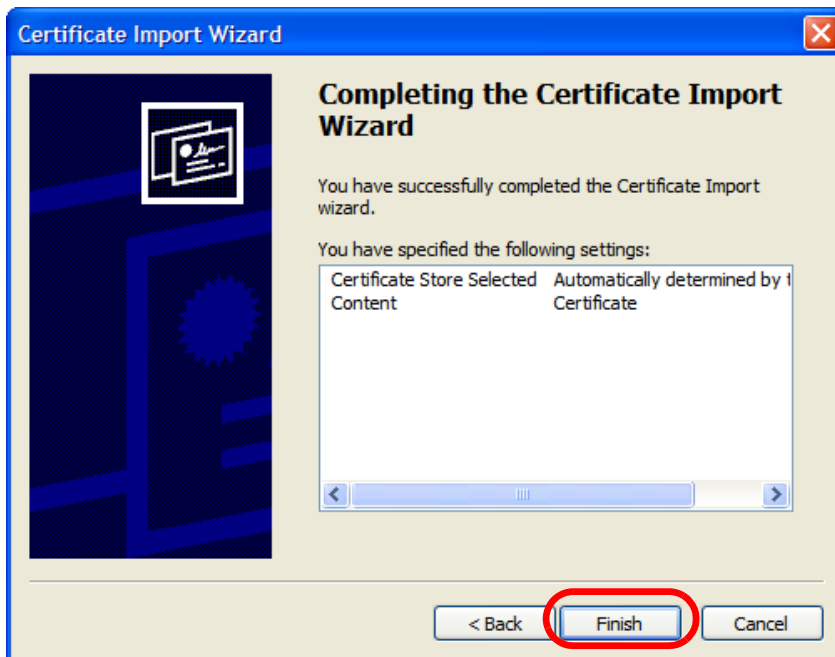 Certificate Import Wizard
Completing the Certificate Import
Wizard
You have successfully completed the Certificate Import
wizard.
You have specified the following settings:
Certificate Store Selected Automatically determined by t
Content Certificate
< Back Finish Cancel